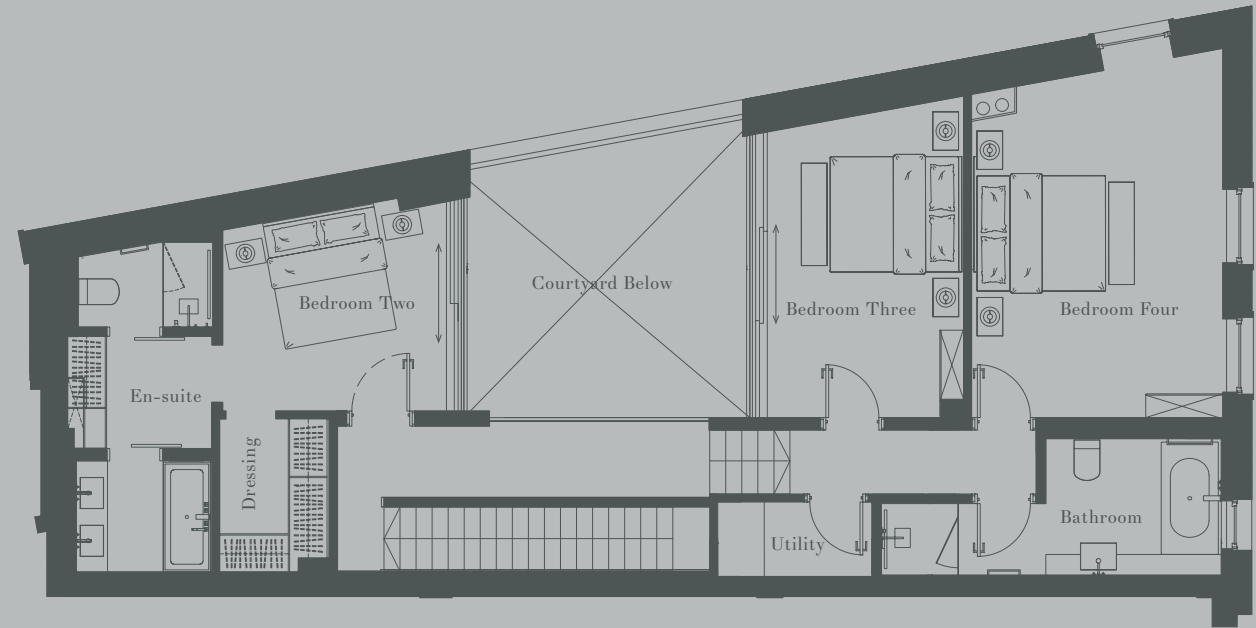 Courtyard Below
Bedroom Two
Bedroom Three
Bedroom Four
En-suite
Dressing
Bathroom
Utility